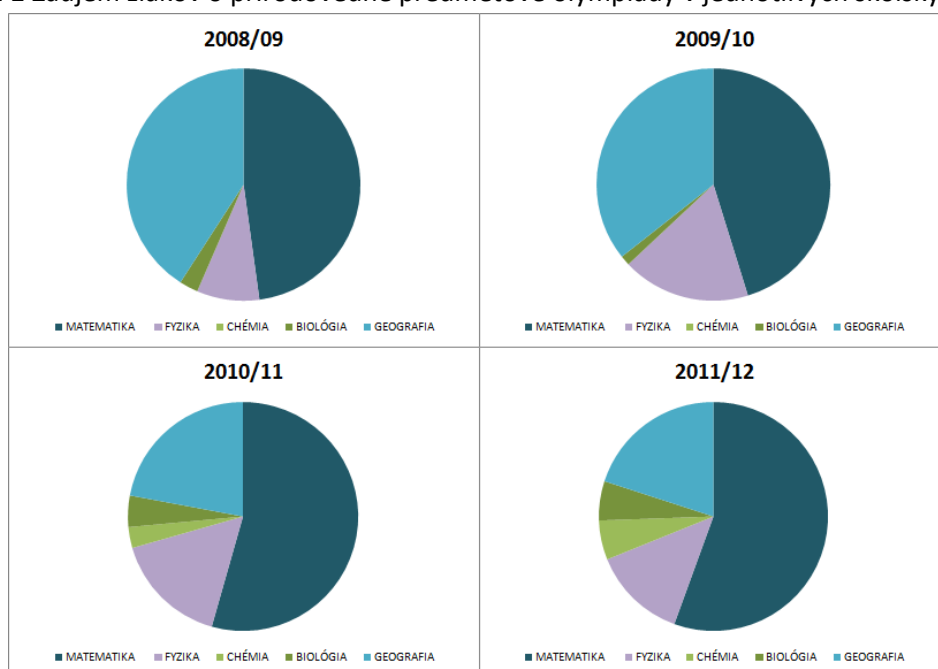 2008/09
MATEMATIKA FYZIKA CHÉMIA BIOLÓGIA GEOGRAFIA
2009/10
MATEMATIKA FYZIKA CHÉMIA BIOLÓGIA GEOGRAFIA
2010/11
MATEMATIKA FYZIKA CHÉMIA BIOLÓGIA GEOGRAFIA
2011/12
MATEMATIKA FYZIKA CHÉMIA BIOLÓGIA GEOGRAFIA